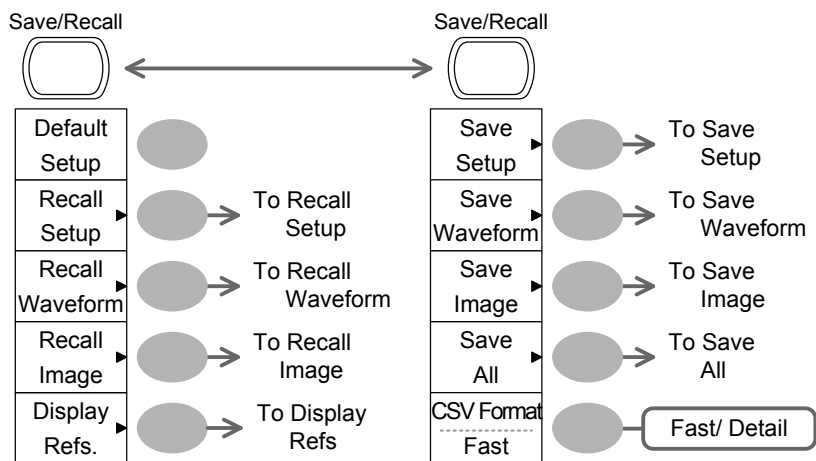 Save/Recall
Default
Setup
Recall
Setup
To Recall
Setup
Recall
Waveform
To Recall
Waveform
Recall
Image
To Recall
Image
Display
Refs.
To Display
Refs
Save/Recall
Save
Setup
To Save
Setup
Save
Waveform
To Save
Waveform
Save
Image
To Save
Image
Save
All
To Save
All
CSV Format
Fast
Fast/ Detail